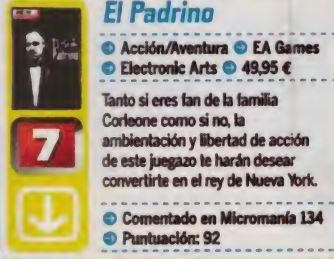 El Padrino
Acción/Aventura EA Games
Electronic Arts 49,95 €
Tanto si eres fan de la familia
Corleone como si no, la
ambientación y libertad de acción
de este juegazo te harán desear
convertirte en el rey de Nueva York.
7
Comentado en Micromanía 134
Puntuación: 92